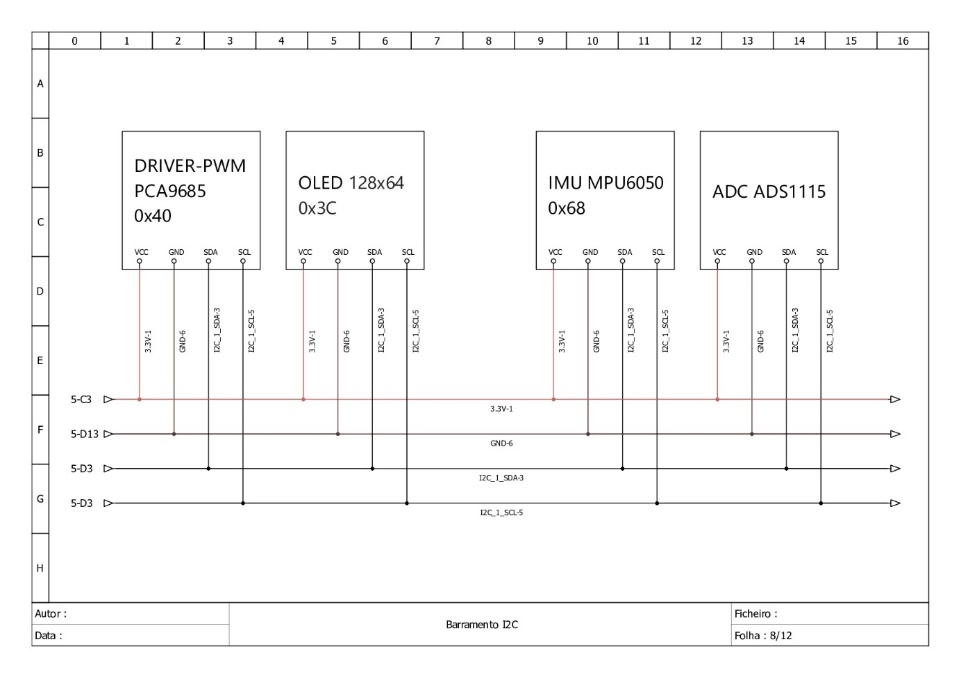 0 1 2 3 4 5 6 7 8 9 10 11 12 13 14 15 16
A
B
C
D
E
F
G
H
DRIVER-PWM
PCA9685
0x40
VCC GND SDA SCL
OLED 128x64
0x3C
VCC GND SDA SCL
IMU MPU6050
0x68
VCC GND SDA SCL
ADC ADS1115
VCC GND SDA SCL
3.3V-1
GND-6
I2C_1_SDA-3
I2C_1_SCL-5
3.3V-1
GND-6
I2C_1_SDA-3
I2C_1_SCL-5
3.3V-1
GND-6
I2C_1_SDA-3
I2C_1_SCL-5
3.3V-1
GND-6
I2C_1_SDA-3
I2C_1_SCL-5
5-C3
3.3V-1
5-D13
GND-6
5-D3
I2C_1_SDA-3
5-D3
I2C_1_SCL-5
Autor :
Data :
Barramento I2C
Ficheiro :
Folha : 8/12